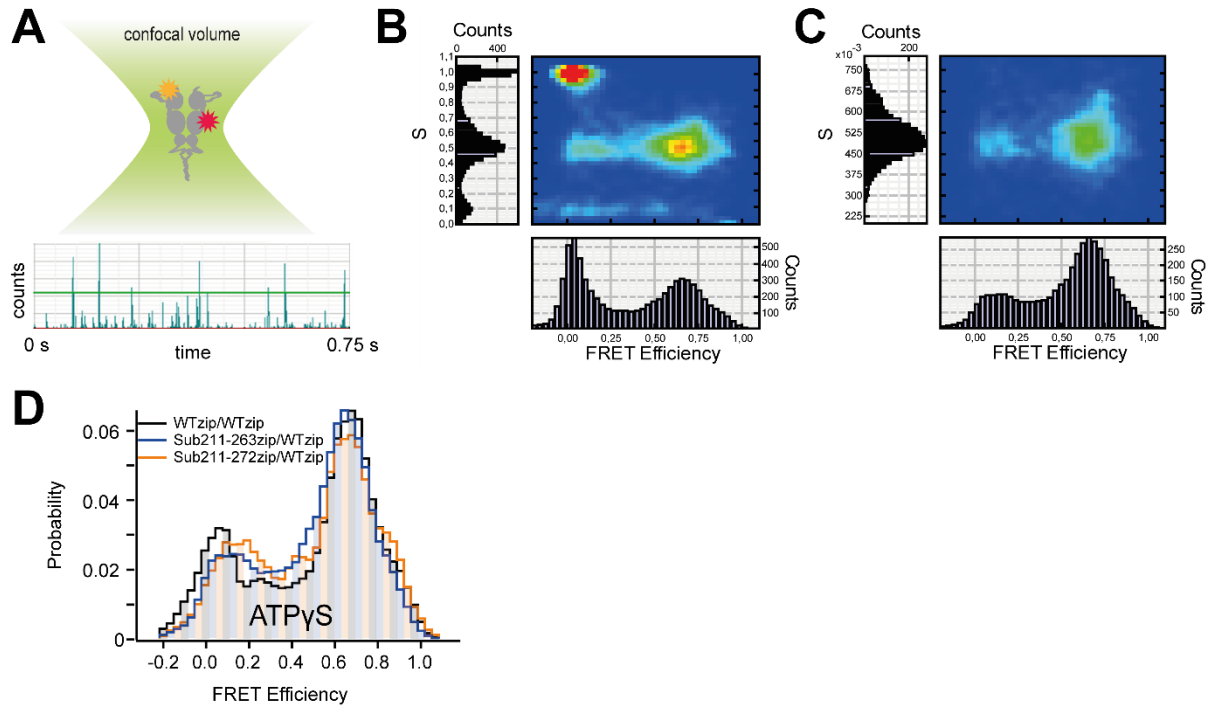 A
confocal volume
counts
0 s
time
0.75 s
B
Counts
0 400
S
1,1
1,0
0,9
0,8
0,7
0,6
0,5
0,4
0,3
0,2
0,1
0,0
500
400
300
200
100
Counts
0,00 0,25 0,50 0,75 1,00
FRET Efficiency
C
Counts
x10⁻³ 200
S
750
675
600
525
450
375
300
225
250
200
150
100
50
Counts
0,00 0,25 0,50 0,75 1,00
FRET Efficiency
D
WTzip/WTzip
Sub211-263zip/WTzip
Sub211-272zip/WTzip
Probability
0.06
0.04
0.02
0
ATPγS
-0.2 0.0 0.2 0.4 0.6 0.8 1.0
FRET Efficiency